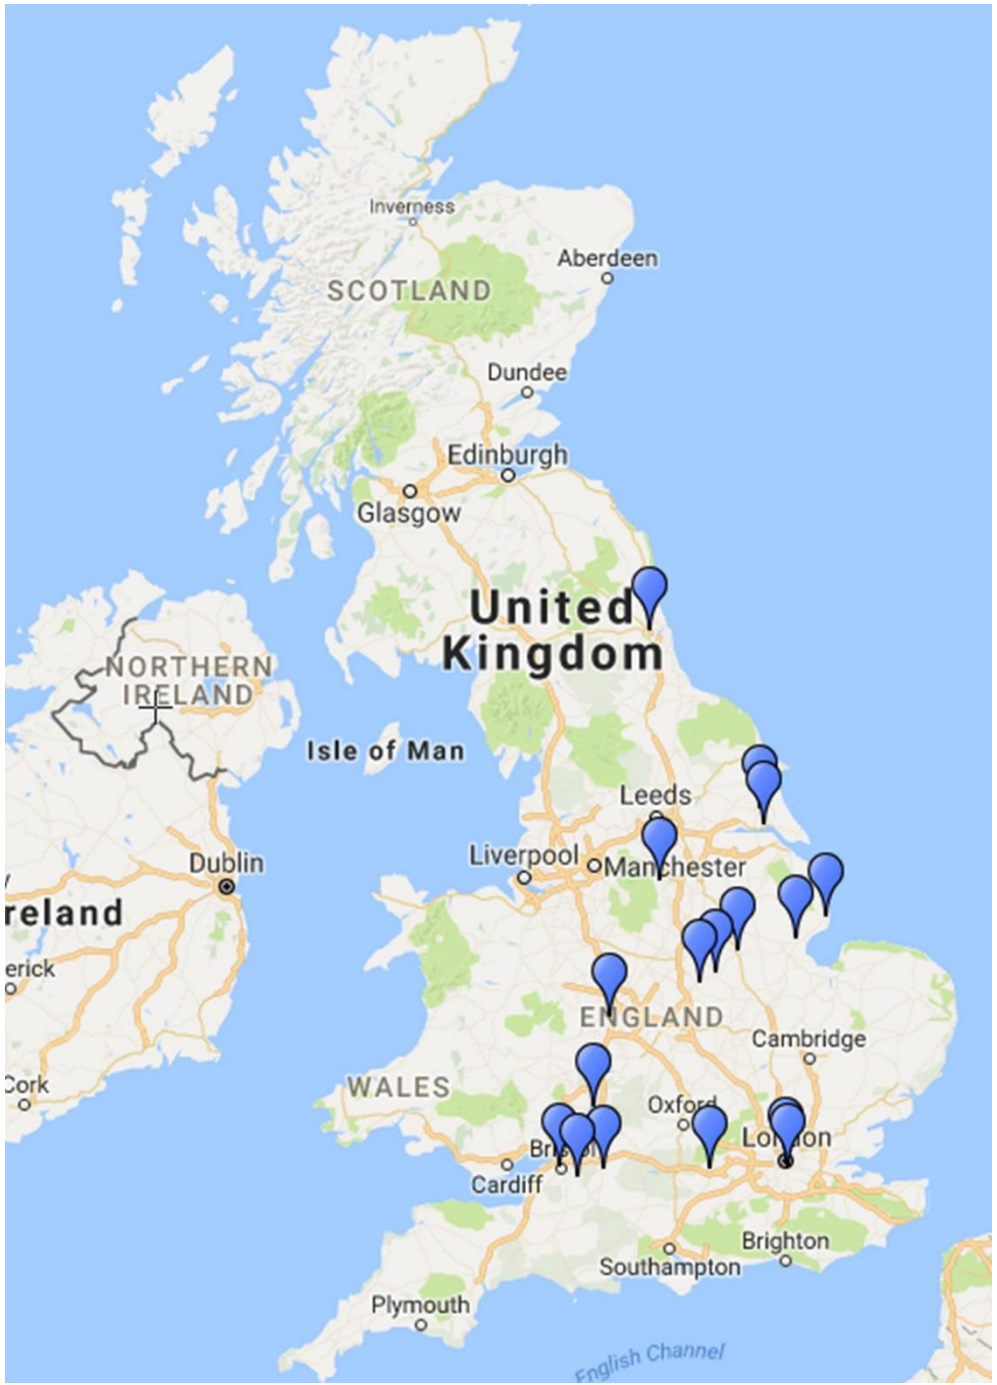 Inverness
Aberdeen
SCOTLAND
Dundee
Edinburgh
Glasgow
United
Kingdom
NORTHERN
IRELAND
Isle of Man
Leeds
Dublin
Liverpool
Manchester
reland
erick
ENGLAND
Cambridge
WALES
Cork
Oxford
London
Bristol
Cardiff
Brighton
Southampton
Plymouth
English Channel